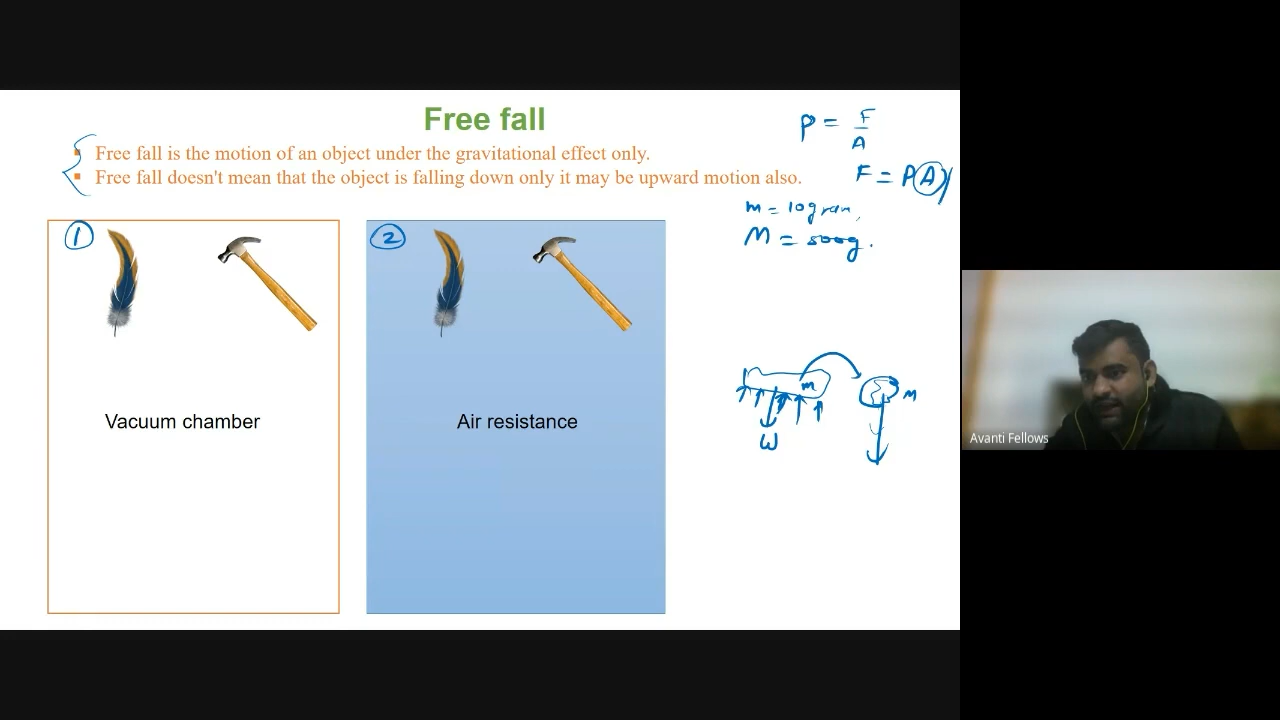 Free fall
Free fall is the motion of an object under the gravitational effect only.
Free fall doesn't mean that the object is falling down only it may be upward motion also.
P = F/A
F = P(A)
m = 10 gram
M = 500g.
1
2
Vacuum chamber
Air resistance
m
M
W
Avanti Fellows